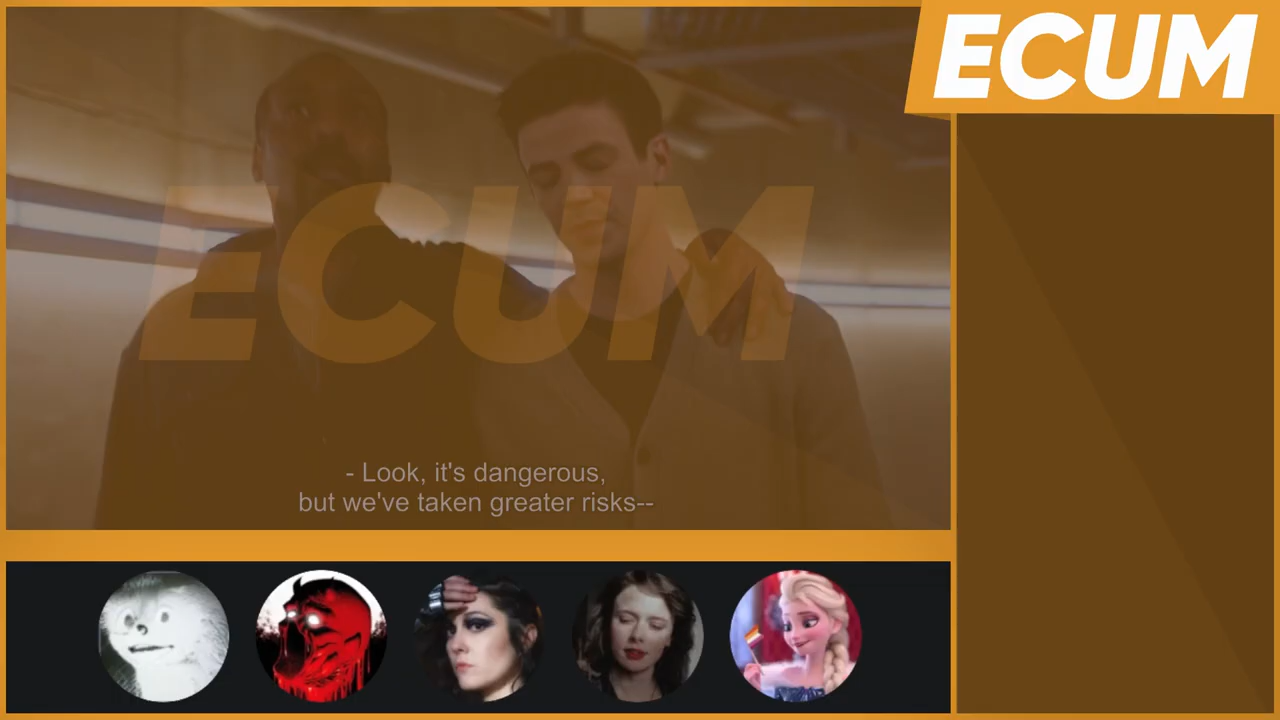 ECUM
ECUM
- Look, it's dangerous,
but we've taken greater risks--